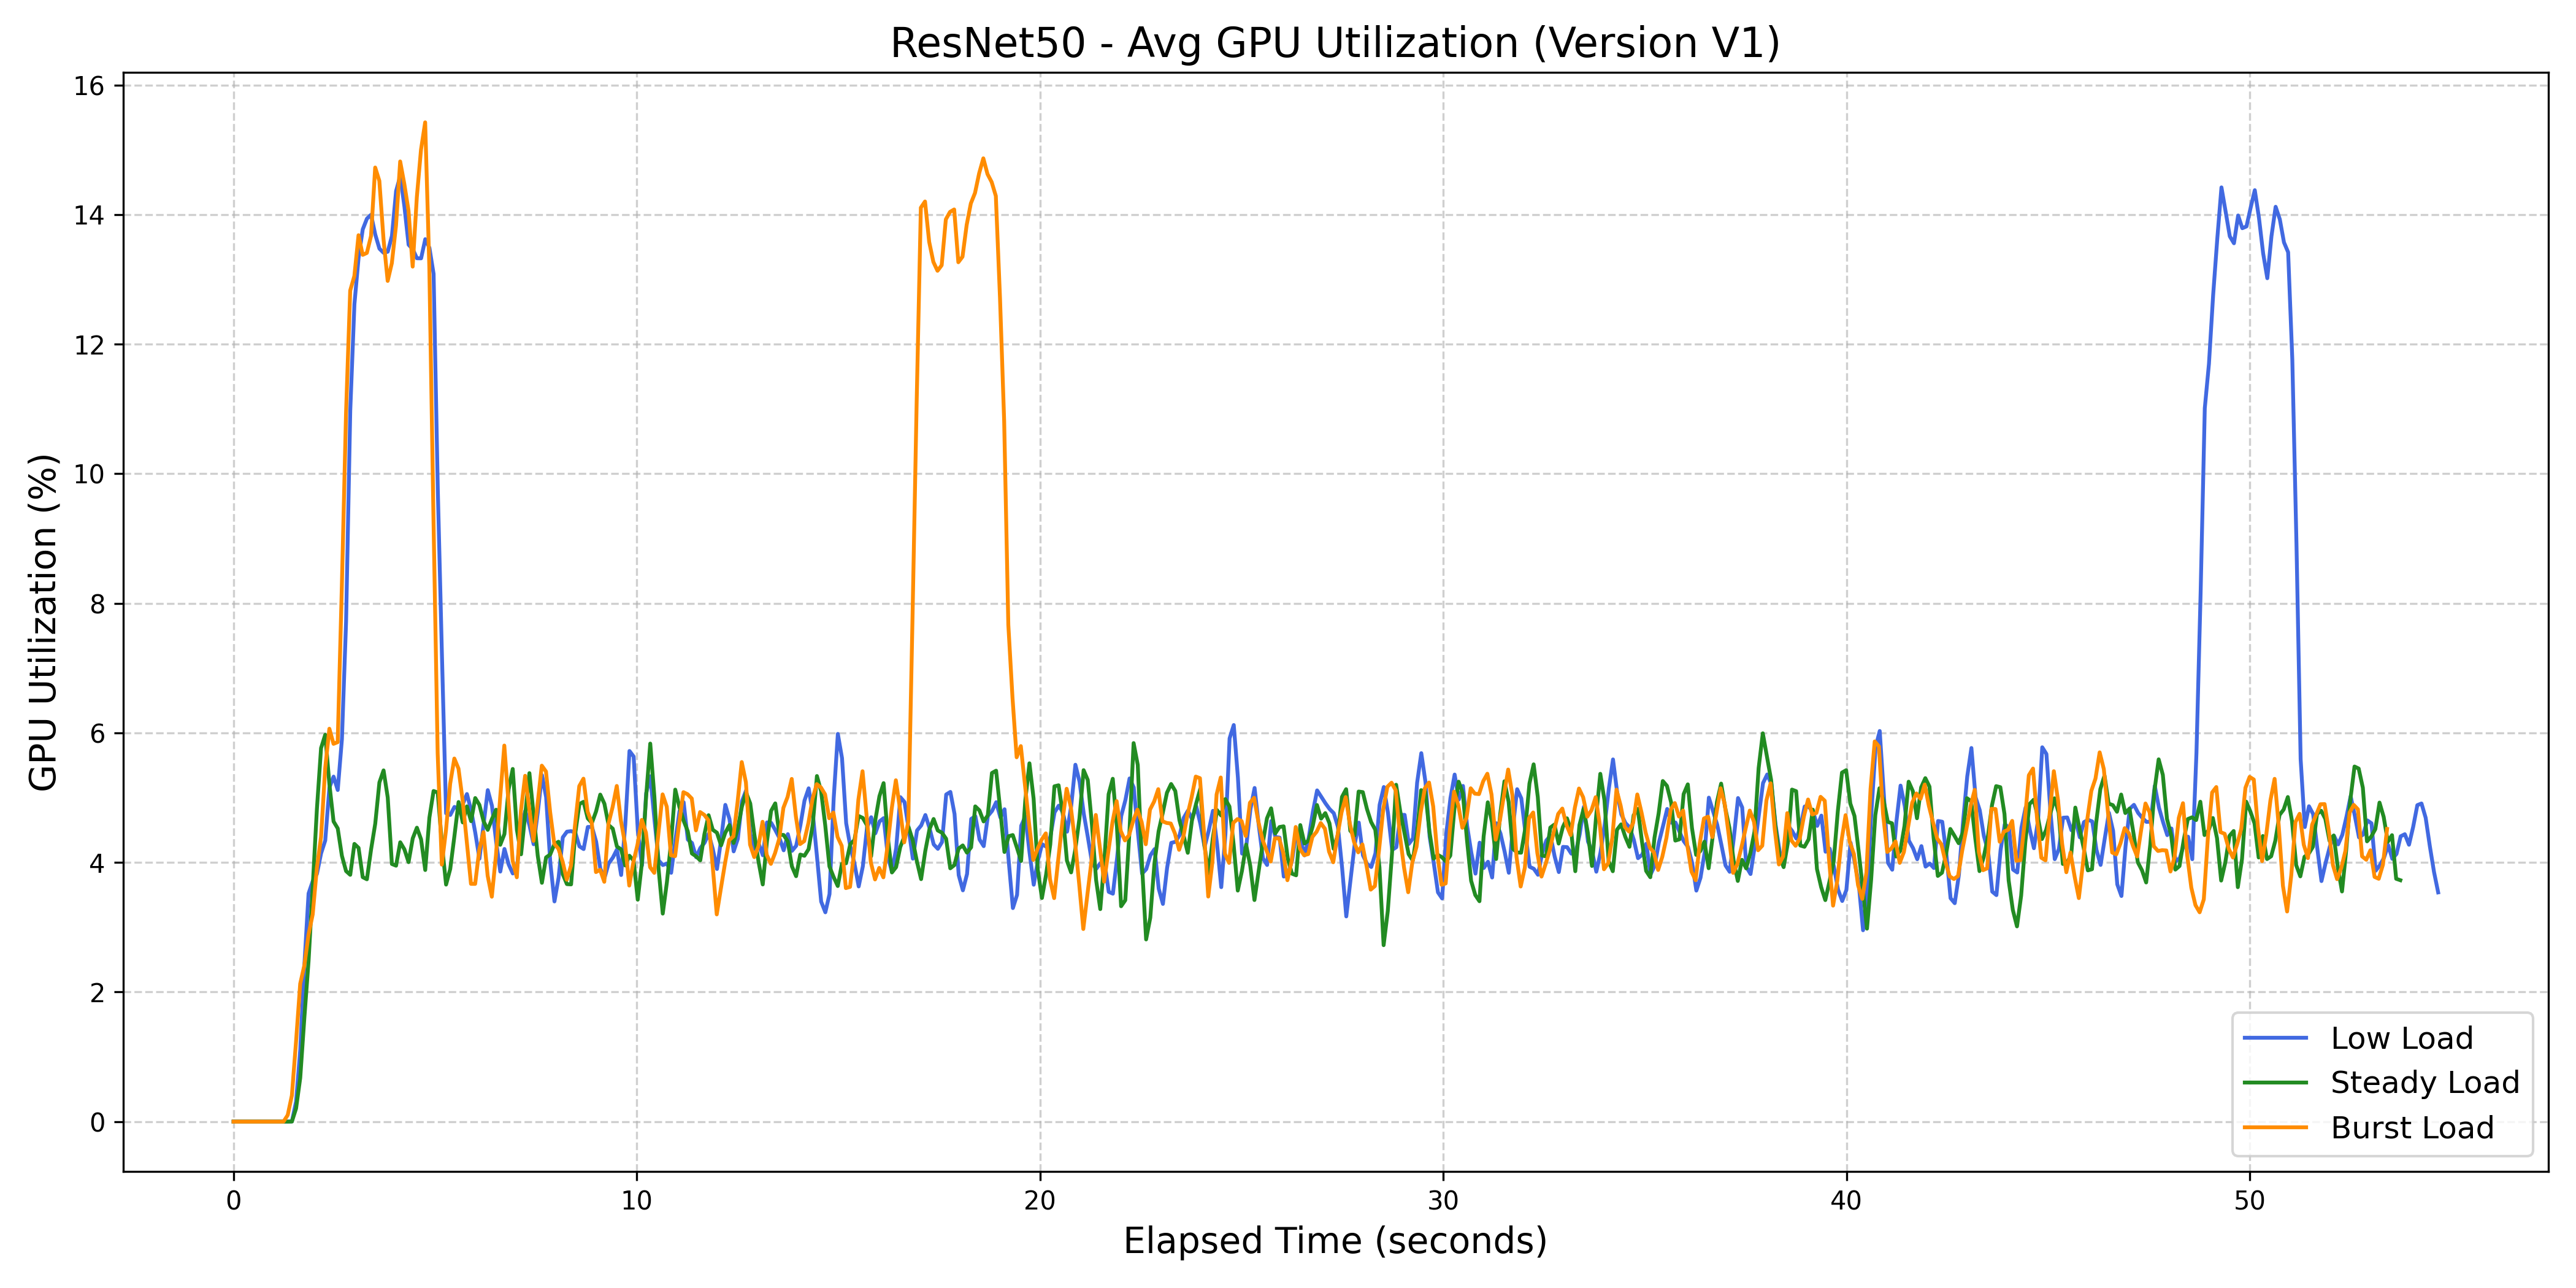 ResNet50 - Avg GPU Utilization (Version V1)
GPU Utilization (%)
16
14
12
10
8
6
4
2
0
0 10 20 30 40 50
Elapsed Time (seconds)
Low Load
Steady Load
Burst Load